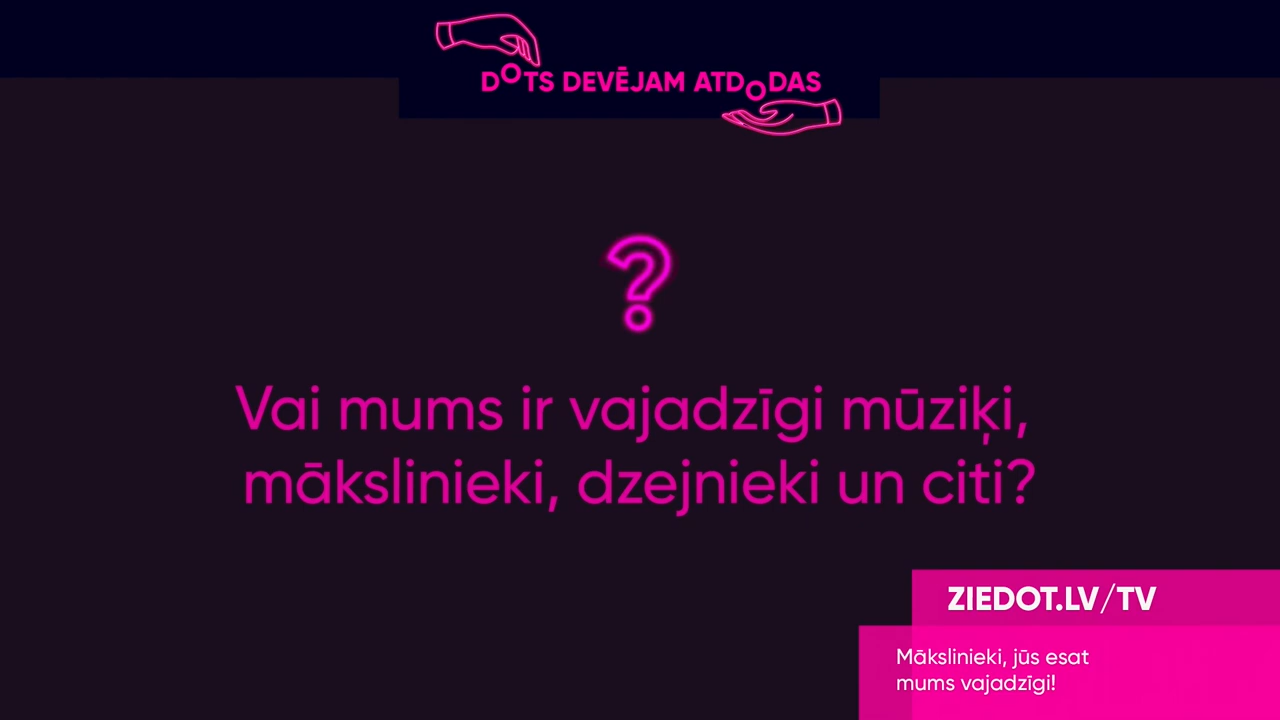 DOTS DEVĒJAM ATDODAS
?
Vai mums ir vajadzīgi mūziķi,
mākslinieki, dzejnieki un citi?
ZIEDOT.LV/TV
Mākslinieki, jūs esat
mums vajadzīgi!